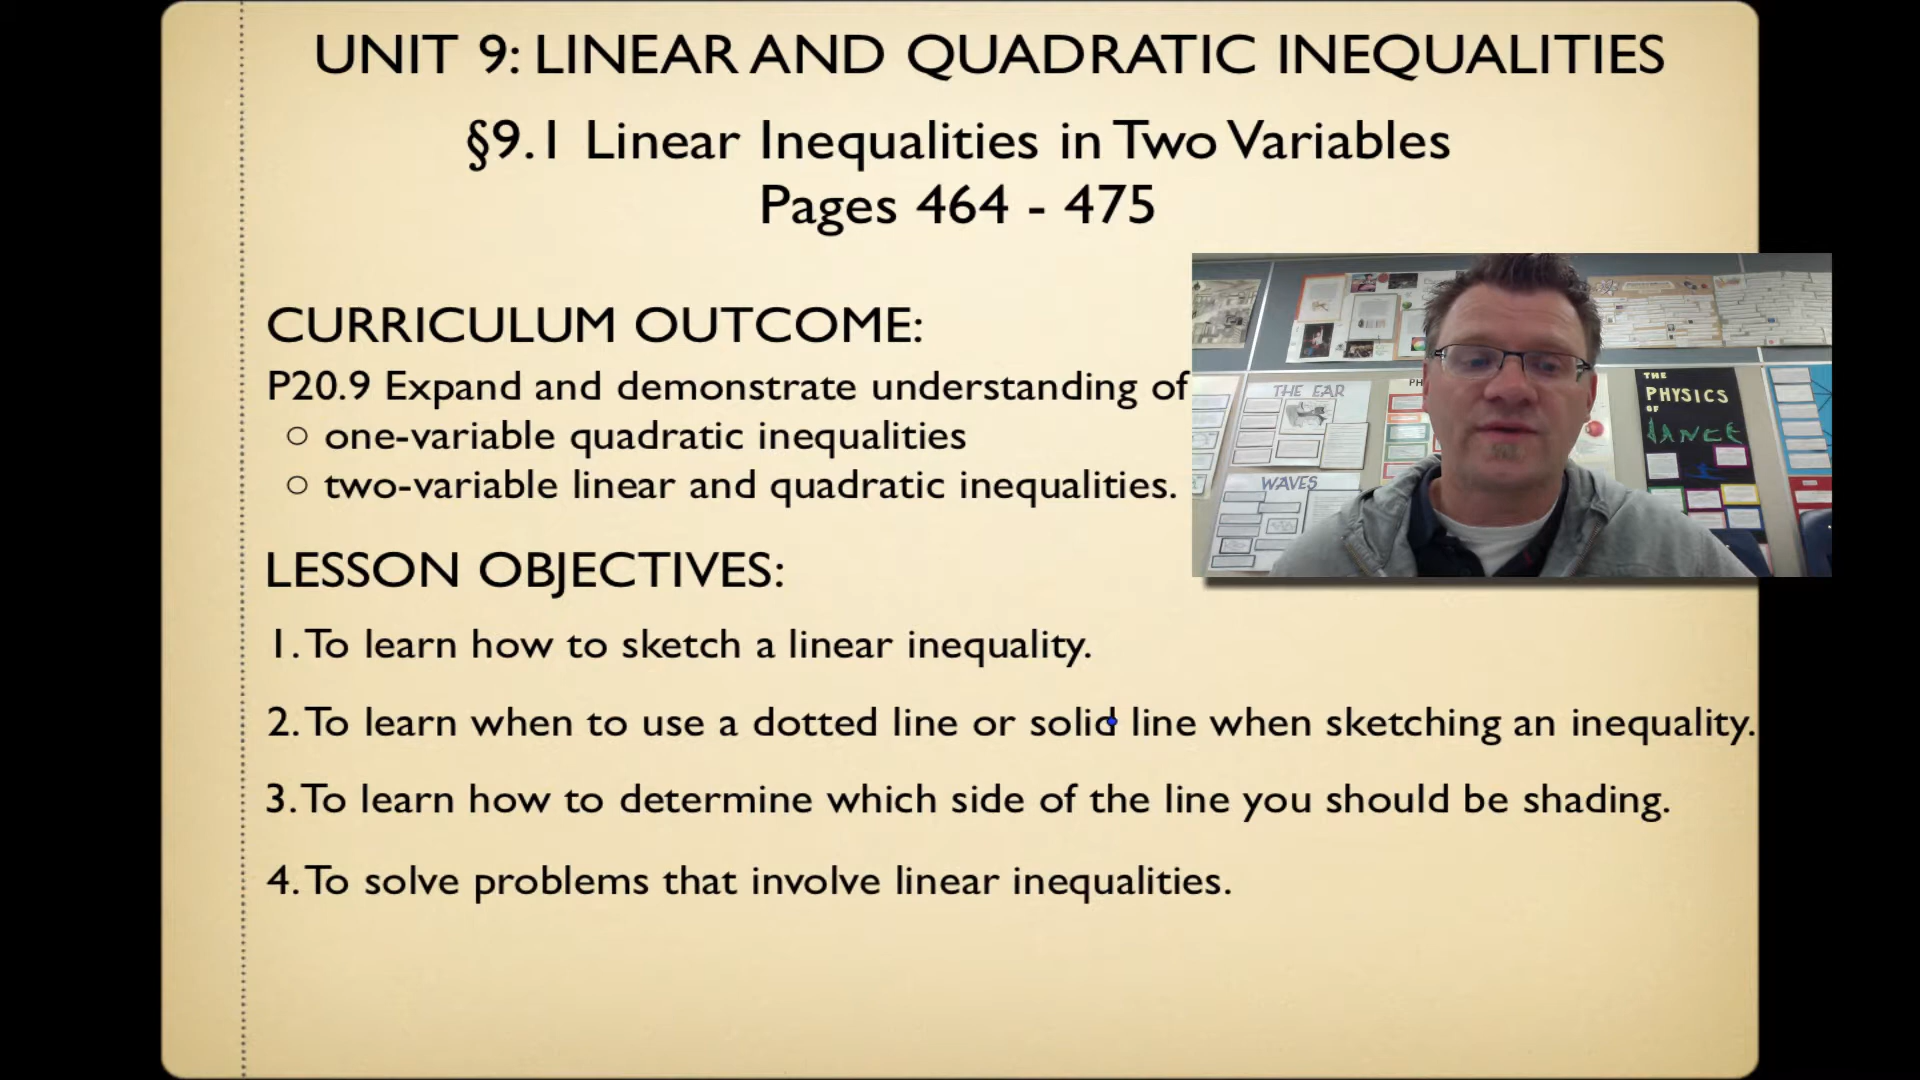 UNIT 9: LINEAR AND QUADRATIC INEQUALITIES
§9.1 Linear Inequalities in Two Variables
Pages 464 - 475
CURRICULUM OUTCOME:
P20.9 Expand and demonstrate understanding of
○ one-variable quadratic inequalities
○ two-variable linear and quadratic inequalities.
THE EAR
WAVES
PH
THE
PHYSICS
OF
DANCE
LESSON OBJECTIVES:
1. To learn how to sketch a linear inequality.
2. To learn when to use a dotted line or solid line when sketching an inequality.
3. To learn how to determine which side of the line you should be shading.
4. To solve problems that involve linear inequalities.